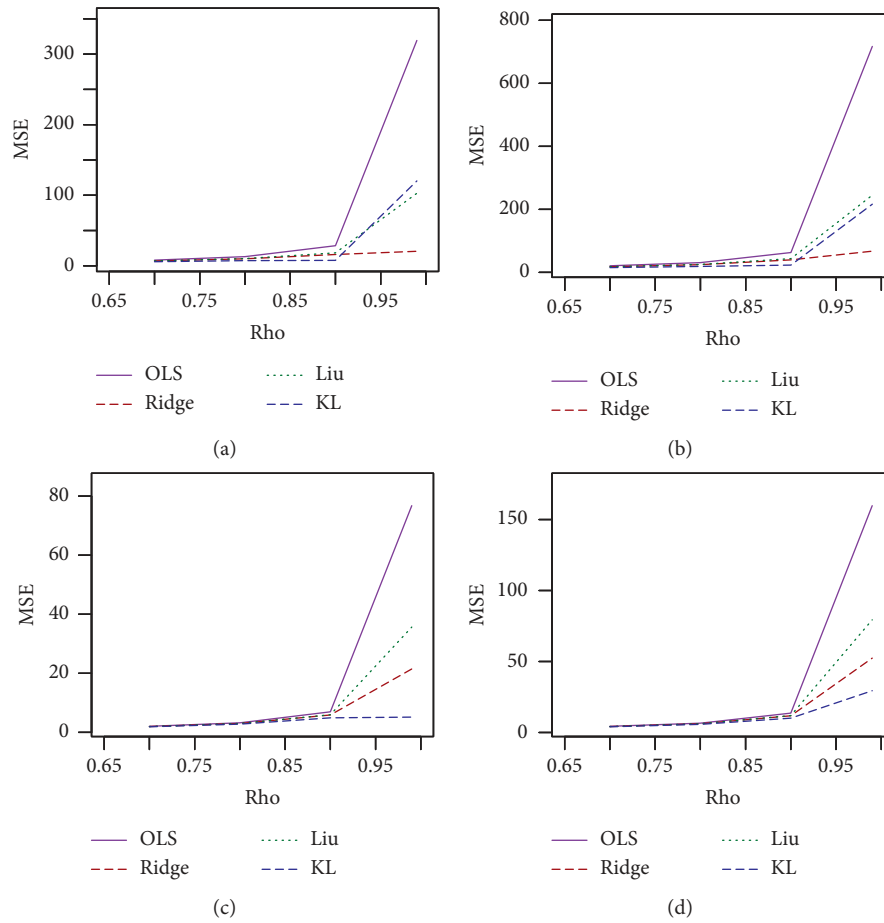 300
200
100
0
MSE
0.65 0.75 0.85 0.95
Rho
OLS Liu
Ridge KL
(a)
800
600
400
200
0
MSE
0.65 0.75 0.85 0.95
Rho
OLS Liu
Ridge KL
(b)
80
60
40
20
0
MSE
0.65 0.75 0.85 0.95
Rho
OLS Liu
Ridge KL
(c)
150
100
50
0
MSE
0.65 0.75 0.85 0.95
Rho
OLS Liu
Ridge KL
(d)